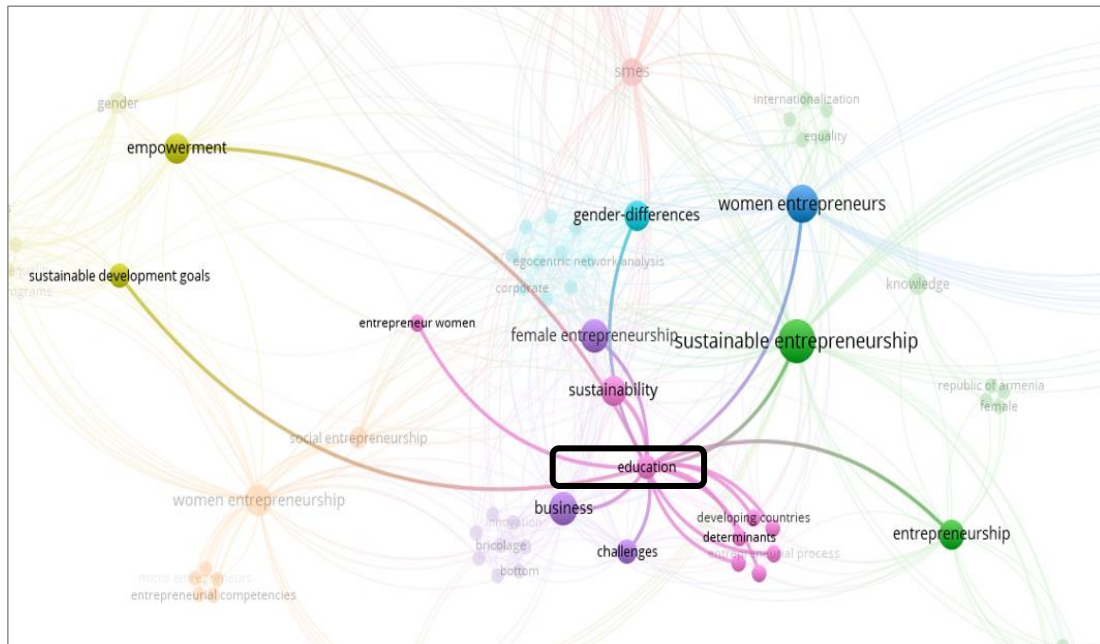 smes
internationalization
gender
equality
empowerment
women entrepreneurs
gender-differences
egocentric network analysis
sustainable development goals
knowledge
corporate
programs
entrepreneur women
female entrepreneurship
sustainable entrepreneurship
republic of armenia
sustainability
female
social entrepreneurship
education
women entrepreneurship
business
developing countries
innovation
determinants
entrepreneurship
bricolage
challenges
entrepreneurial process
bottom
micro entrepreneurs
entrepreneurial competencies